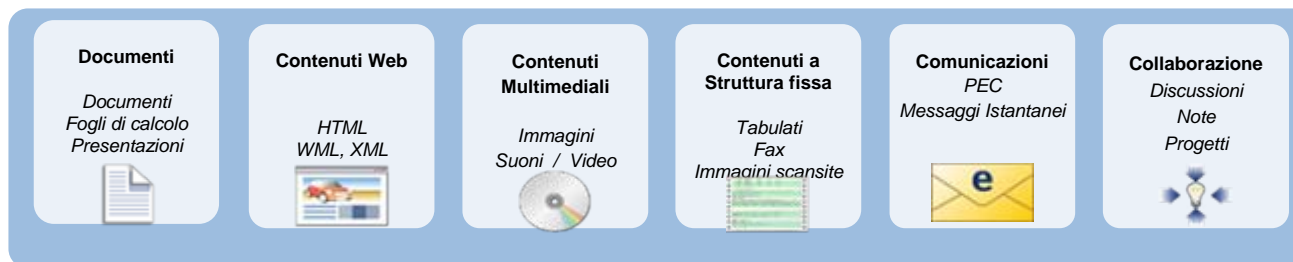 Documenti
Documenti
Fogli di calcolo
Presentazioni
Contenuti Web
HTML
WML, XML
Contenuti
Multimediali
Immagini
Suoni / Video
Contenuti a
Struttura fissa
Tabulati
Fax
Immagini scansite
Comunicazioni
PEC
Messaggi Istantanei
e
Collaborazione
Discussioni
Note
Progetti